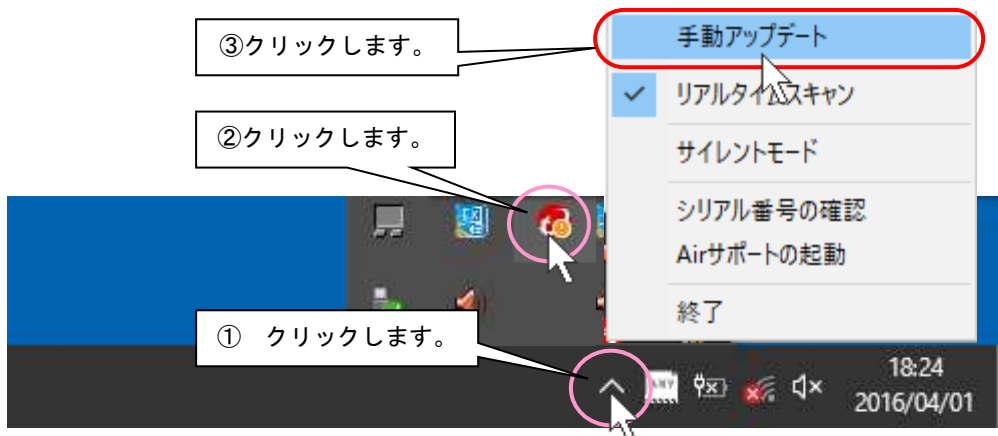 ③クリックします。
手動アップデート
リアルタイムスキャン
②クリックします。
サイレントモード
シリアル番号の確認
Airサポートの起動
終了
① クリックします。
18:24
2016/04/01